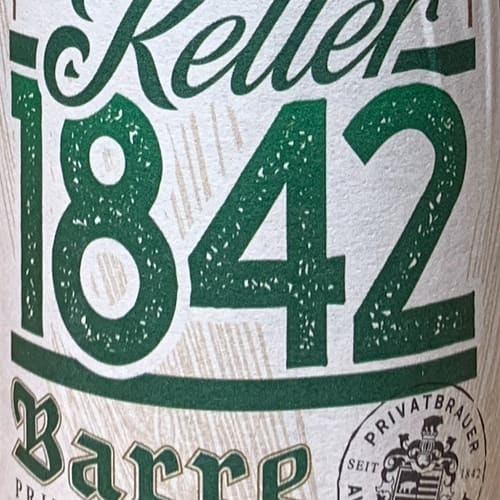 Keller
1842
Barre
PRIVATBRAUER
SEIT 1842